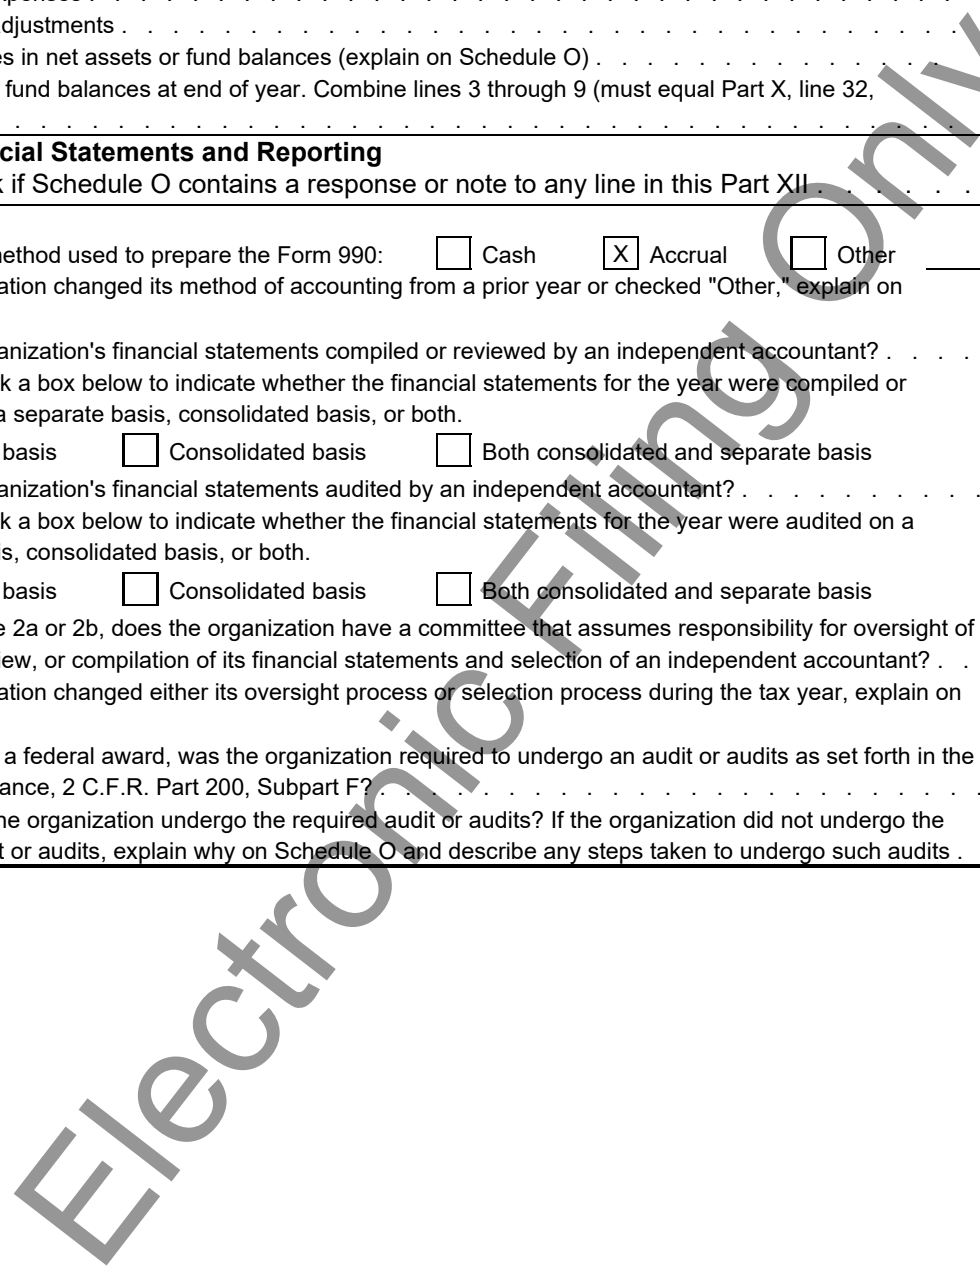 djustments . . . . . . . . . . . . . . . . . . . . . . . . . . . . . . . . .
s in net assets or fund balances (explain on Schedule O) . . . . . . . . . . . . . .
fund balances at end of year. Combine lines 3 through 9 (must equal Part X, line 32,
. . . . . . . . . . . . . . . . . . . . . . . . . . . . . . . . . . . . .
cial Statements and Reporting
k if Schedule O contains a response or note to any line in this Part XII . . . . . .
nethod used to prepare the Form 990: Cash X Accrual Other
ation changed its method of accounting from a prior year or checked "Other," explain on
anization's financial statements compiled or reviewed by an independent accountant? . . . .
k a box below to indicate whether the financial statements for the year were compiled or
a separate basis, consolidated basis, or both.
basis Consolidated basis Both consolidated and separate basis
anization's financial statements audited by an independent accountant? . . . . . . . . . .
k a box below to indicate whether the financial statements for the year were audited on a
is, consolidated basis, or both.
basis Consolidated basis Both consolidated and separate basis
e 2a or 2b, does the organization have a committee that assumes responsibility for oversight of
iew, or compilation of its financial statements and selection of an independent accountant? . .
ation changed either its oversight process or selection process during the tax year, explain on
a federal award, was the organization required to undergo an audit or audits as set forth in the
ance, 2 C.F.R. Part 200, Subpart F? . . . . . . . . . . . . . . . . . . . . . . . .
he organization undergo the required audit or audits? If the organization did not undergo the
t or audits, explain why on Schedule O and describe any steps taken to undergo such audits .
Electronic Filing Only